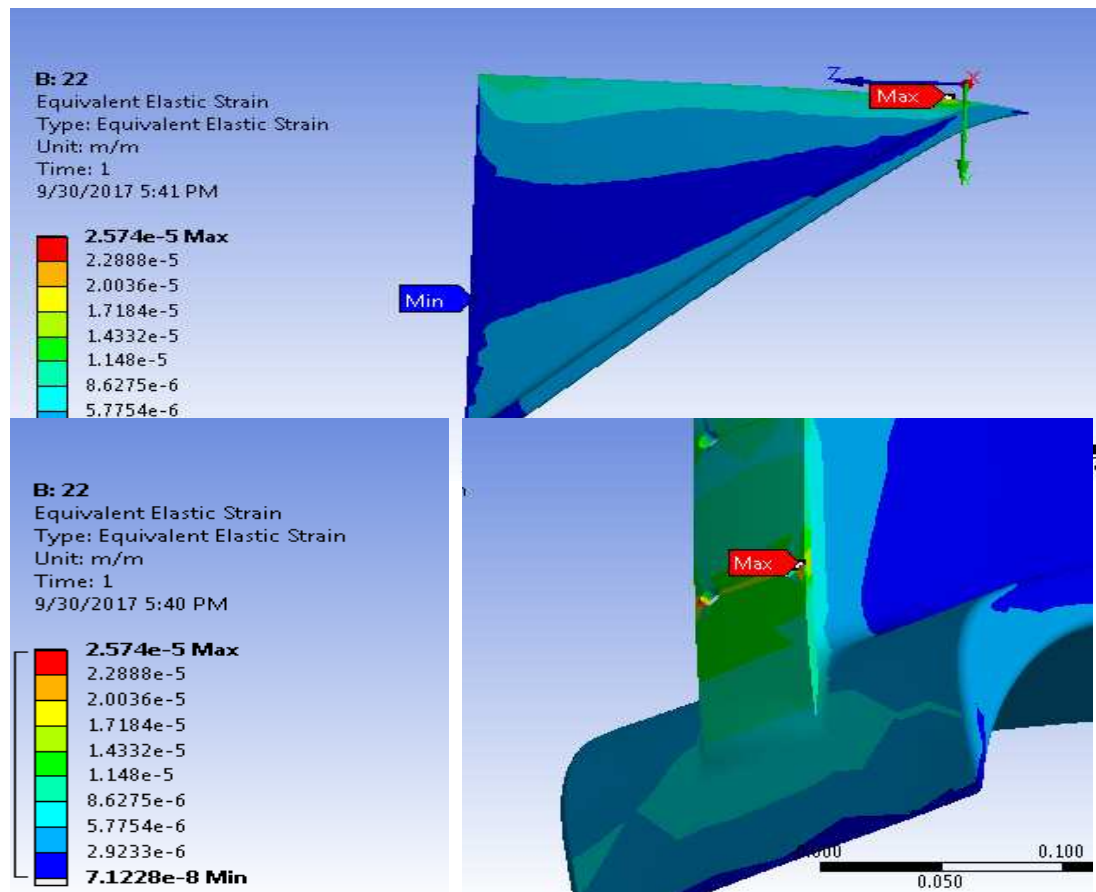 B: 22
Equivalent Elastic Strain
Type: Equivalent Elastic Strain
Unit: m/m
Time: 1
9/30/2017 5:41 PM
2.574e-5 Max
2.2888e-5
2.0036e-5
1.7184e-5
1.4332e-5
1.148e-5
8.6275e-6
5.7754e-6
Z
X
Max
Min
B: 22
Equivalent Elastic Strain
Type: Equivalent Elastic Strain
Unit: m/m
Time: 1
9/30/2017 5:40 PM
2.574e-5 Max
2.2888e-5
2.0036e-5
1.7184e-5
1.4332e-5
1.148e-5
8.6275e-6
5.7754e-6
2.9233e-6
7.1228e-8 Min
Max
0.100
0.050